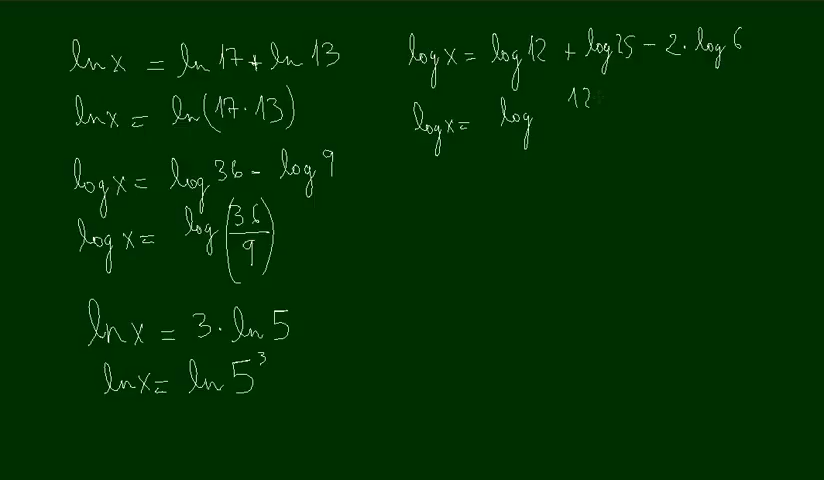 ln x = ln 17 + ln 13
ln x = ln(17 · 13)
log x = log 36 - log 9
log x = log(36/9)
ln x = 3 · ln 5
ln x = ln 5³
log x = log 12 + log 25 - 2 · log 6
log x = log 12